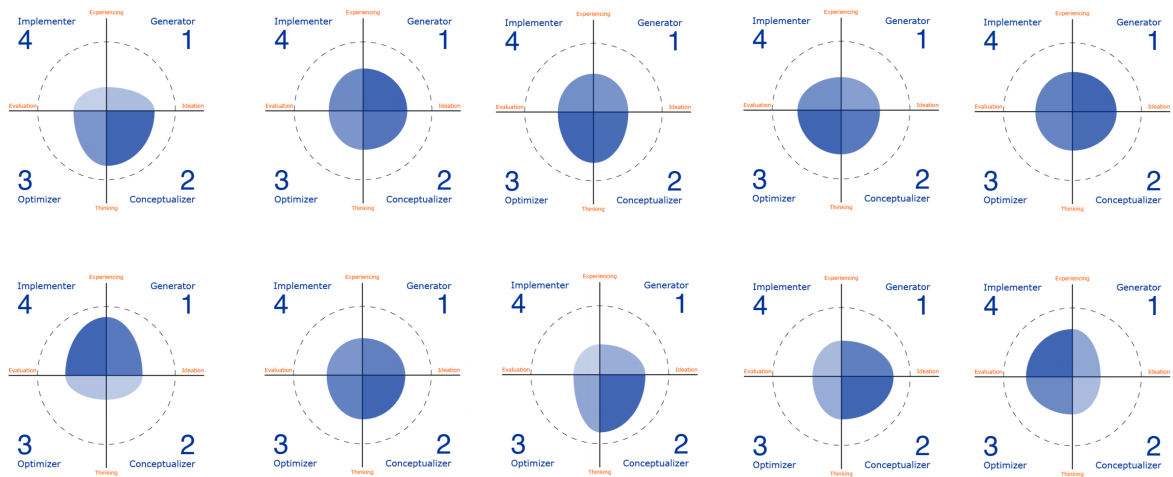 Experiencing
Implementer Generator
4 1
Evaluation Ideation
3 2
Optimizer Conceptualizer
Thinking
Experiencing
Implementer Generator
4 1
Evaluation Ideation
3 2
Optimizer Conceptualizer
Thinking
Experiencing
Implementer Generator
4 1
Evaluation Ideation
3 2
Optimizer Conceptualizer
Thinking
Experiencing
Implementer Generator
4 1
Evaluation Ideation
3 2
Optimizer Conceptualizer
Thinking
Experiencing
Implementer Generator
4 1
Evaluation Ideation
3 2
Optimizer Conceptualizer
Thinking
Experiencing
Implementer Generator
4 1
Evaluation Ideation
3 2
Optimizer Conceptualizer
Thinking
Experiencing
Implementer Generator
4 1
Evaluation Ideation
3 2
Optimizer Conceptualizer
Thinking
Experiencing
Implementer Generator
4 1
Evaluation Ideation
3 2
Optimizer Conceptualizer
Thinking
Experiencing
Implementer Generator
4 1
Evaluation Ideation
3 2
Optimizer Conceptualizer
Thinking
Experiencing
Implementer Generator
4 1
Evaluation Ideation
3 2
Optimizer Conceptualizer
Thinking